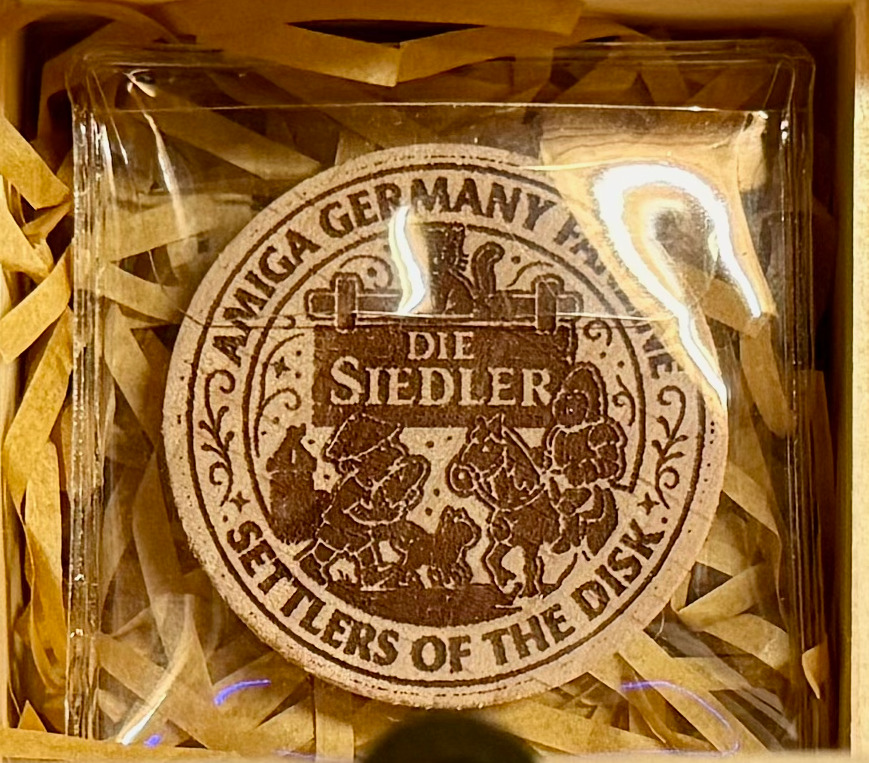 AMIGA GERMANY
DIE
SIEDLER
SETTLERS OF THE DISK